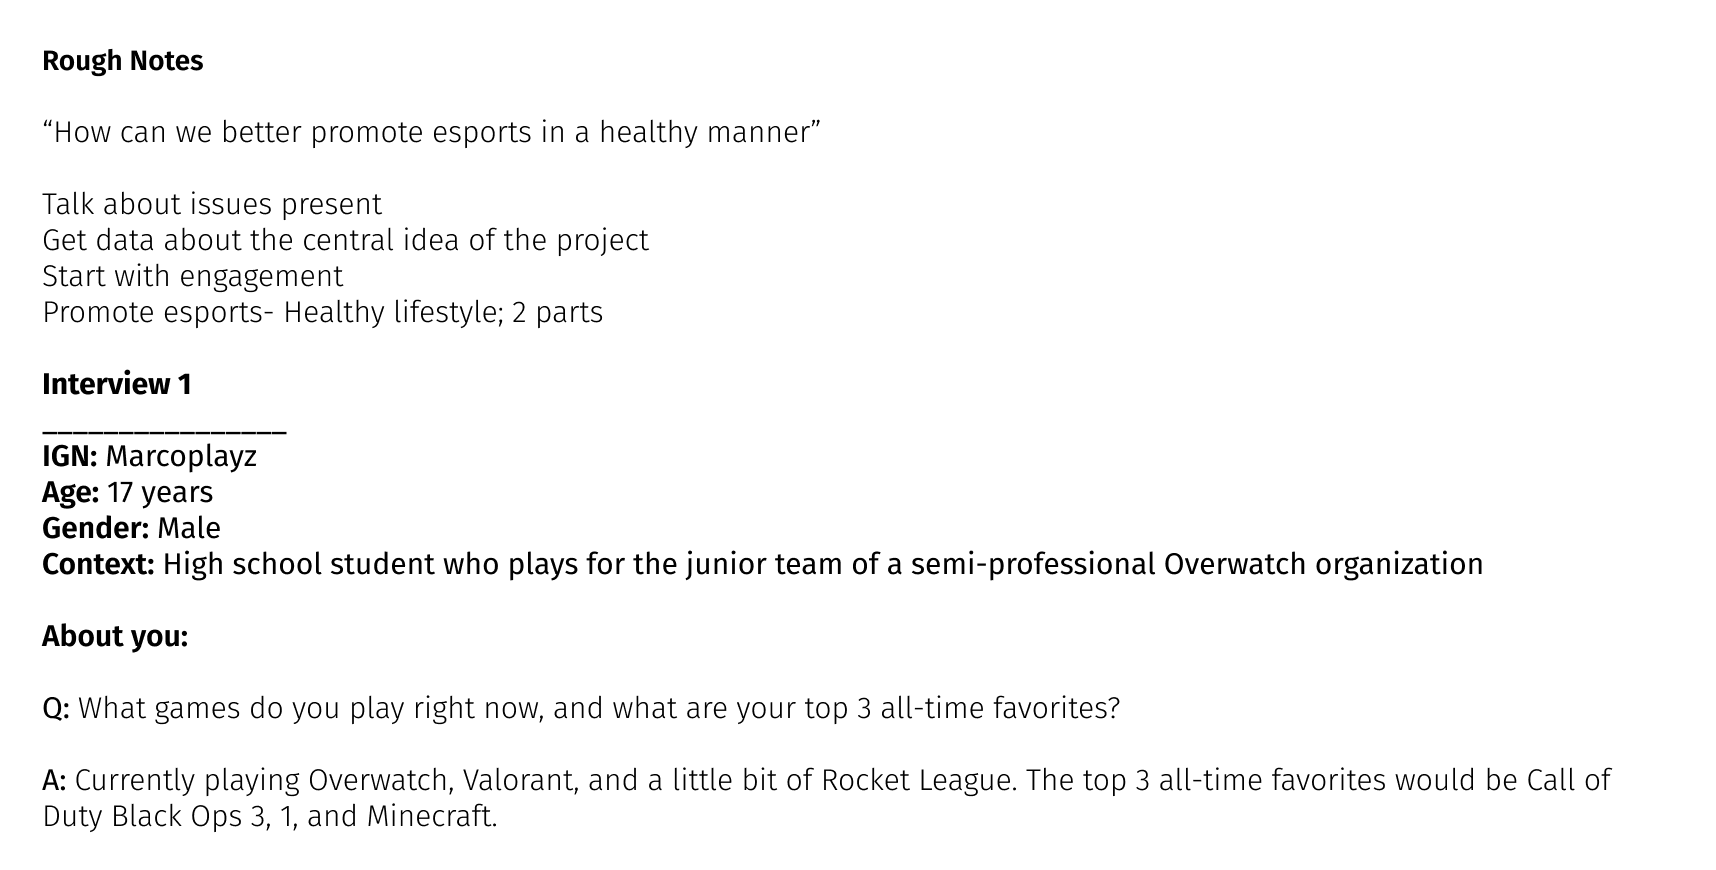 Rough Notes
“How can we better promote esports in a healthy manner”
Talk about issues present
Get data about the central idea of the project
Start with engagement
Promote esports- Healthy lifestyle; 2 parts
Interview 1
________________
IGN: Marcoplayz
Age: 17 years
Gender: Male
Context: High school student who plays for the junior team of a semi-professional Overwatch organization
About you:
Q: What games do you play right now, and what are your top 3 all-time favorites?
A: Currently playing Overwatch, Valorant, and a little bit of Rocket League. The top 3 all-time favorites would be Call of
Duty Black Ops 3, 1, and Minecraft.